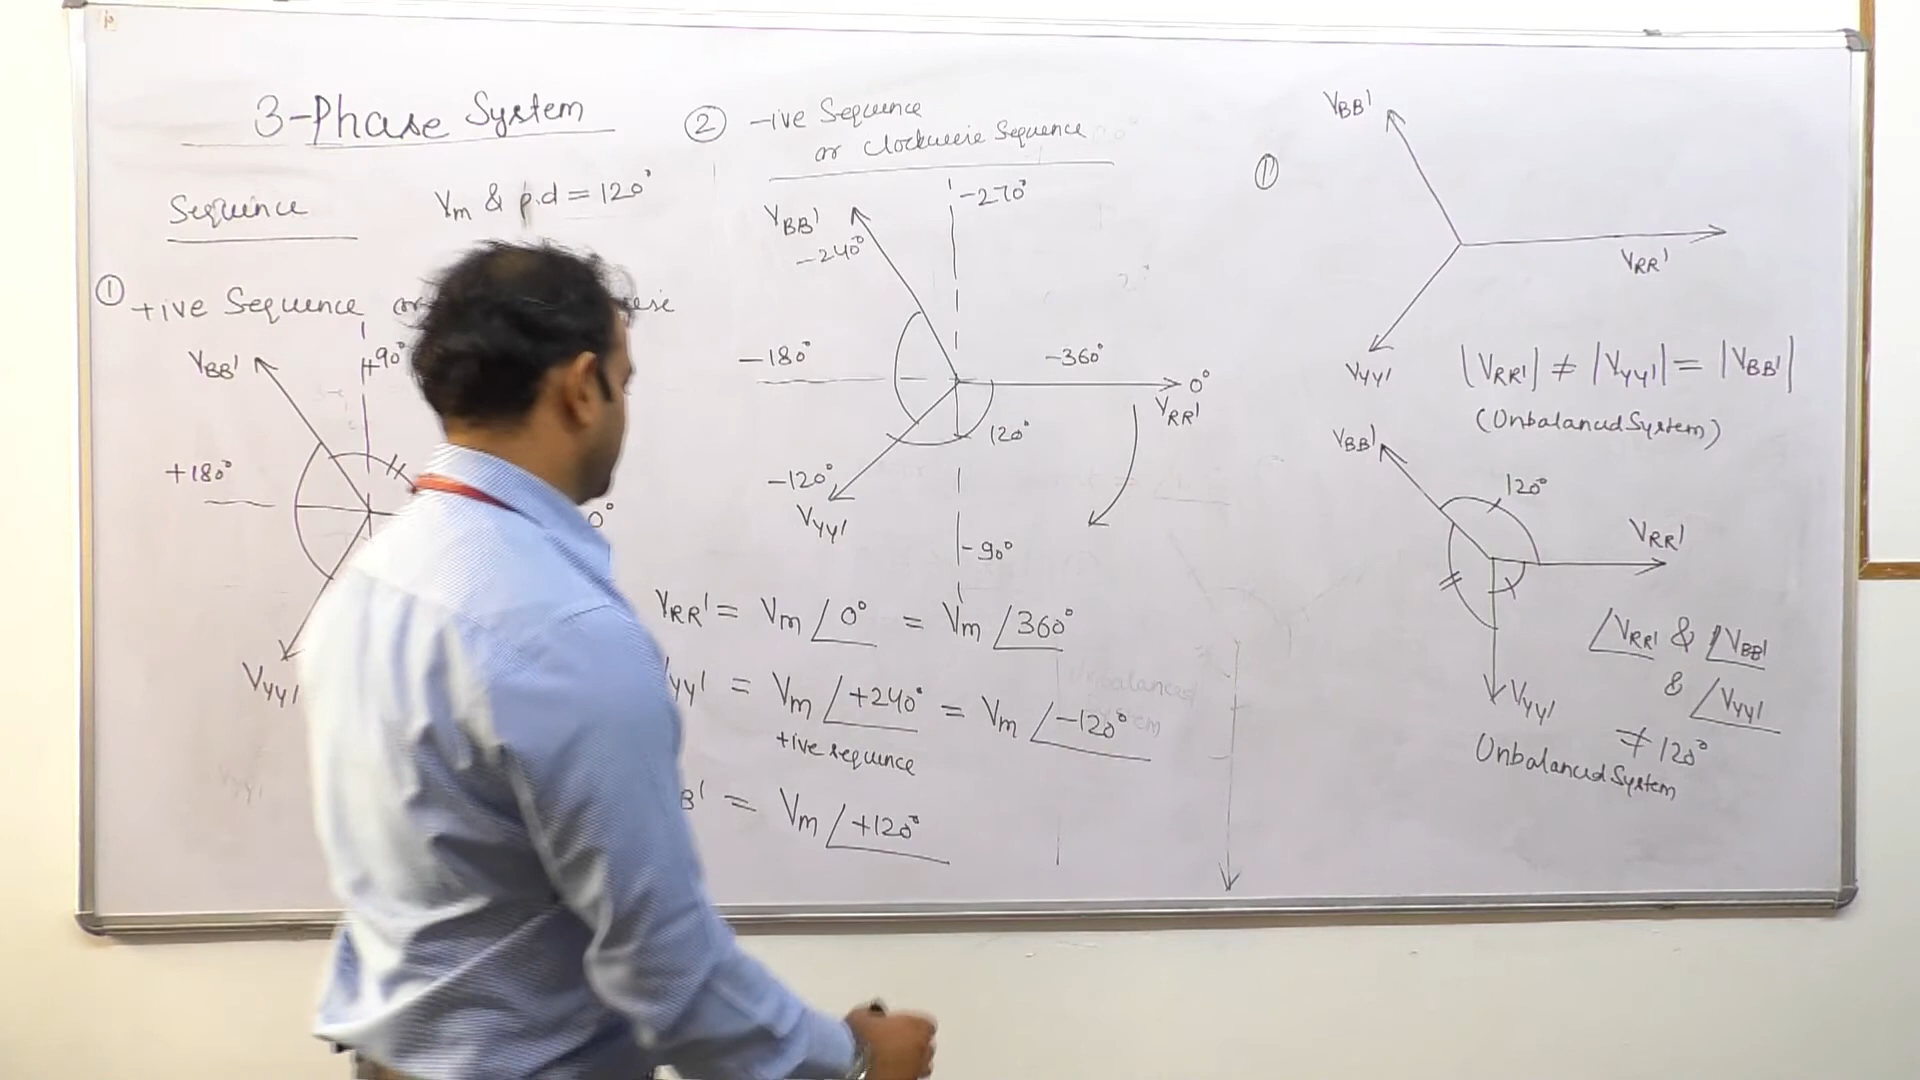 3-Phase System
Sequence
Vm & p.d = 120°
① +ive Sequence
VBB'
+90°
+180°
0°
VYY'
② -ive Sequence
or Clockwise Sequence
-270°
VBB'
-240°
-180°
-360°
0°
VRR'
120°
-120°
VYY'
-90°
VRR' = Vm ∠0° = Vm ∠360°
YY' = Vm ∠+240° = Vm ∠-120°
+ive sequence
B' = Vm ∠+120°
①
VBB'
VRR'
VYY'
|VRR'| ≠ |VYY'| = |VBB'|
(Unbalanced System)
VBB'
120°
VRR'
VYY'
∠VRR' & ∠VBB'
& ∠VYY'
≠ 120°
Unbalanced System